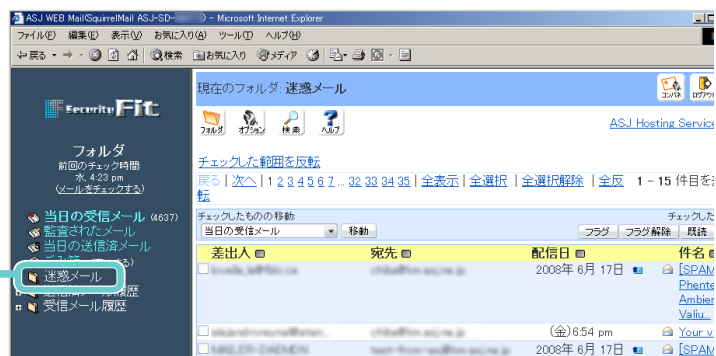 ASJ WEB Mail(SquirrelMail ASJ-SD-    ) - Microsoft Internet Explorer
ファイル(F) 編集(E) 表示(V) お気に入り(A) ツール(T) ヘルプ(H)
戻る 検索 お気に入り メディア
Security Fit
フォルダ
前回のチェック時間
水, 4:23 pm
(メールをチェックする)
当日の受信メール (4637)
監査されたメール
当日の送信済メール
迷惑メール
受信メール履歴
現在のフォルダ: 迷惑メール
コンパネ ログアウ
フォルダ オプション 検索 ヘルプ
ASJ Hosting Service
チェックした範囲を反転
戻る | 次へ | 1 2 3 4 5 6 7 ... 32 33 34 35 | 全表示 | 全選択 | 全選択解除 | 全反 1 - 15 件目を
転
チェックしたものの移動: チェックした
当日の受信メール 移動 フラグ フラグ解除 既読
差出人 宛先 配信日 件名
2008年 6月 17日 [SPAM
Phente
Ambien
Valiu...
(金)6:54 pm Your v
2008年 6月 17日 [SPAM